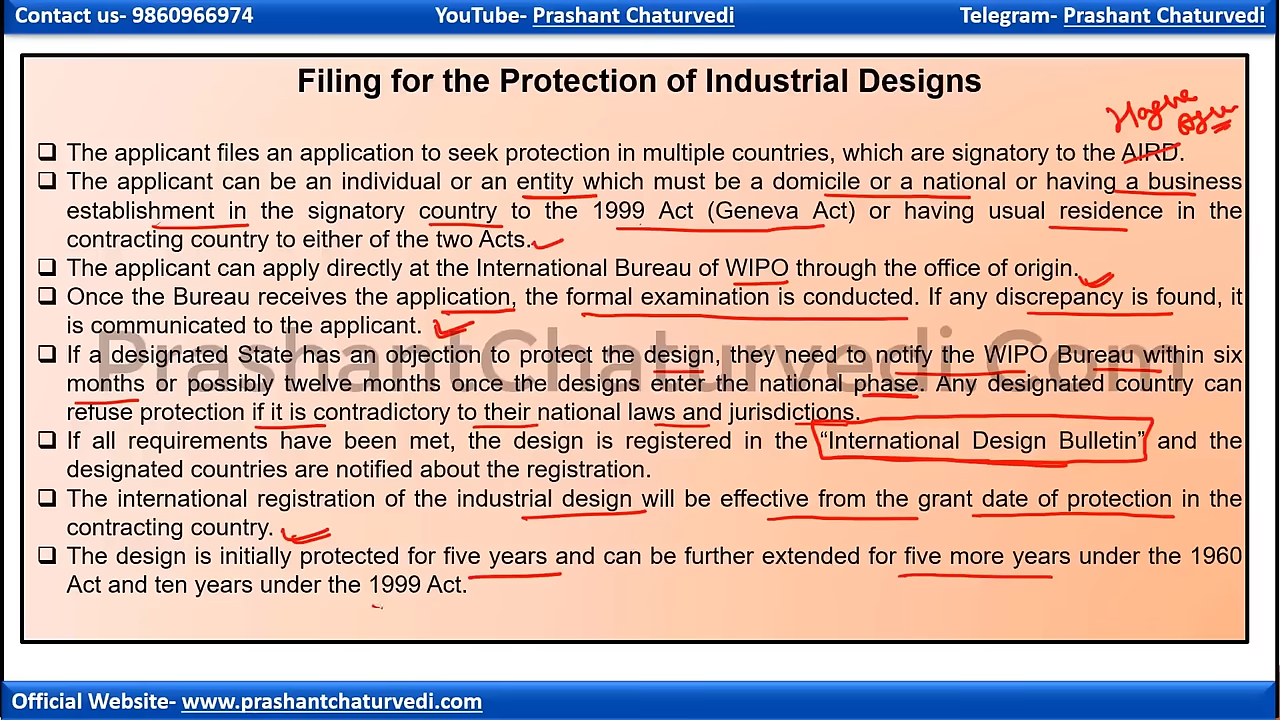 Contact us- 9860966974 YouTube- Prashant Chaturvedi Telegram- Prashant Chaturvedi
Filing for the Protection of Industrial Designs
Hague
❑ The applicant files an application to seek protection in multiple countries, which are signatory to the AIRD.
❑ The applicant can be an individual or an entity which must be a domicile or a national or having a business
establishment in the signatory country to the 1999 Act (Geneva Act) or having usual residence in the
contracting country to either of the two Acts.
❑ The applicant can apply directly at the International Bureau of WIPO through the office of origin.
❑ Once the Bureau receives the application, the formal examination is conducted. If any discrepancy is found, it
is communicated to the applicant.
PrashantChaturvedi.Com
❑ If a designated State has an objection to protect the design, they need to notify the WIPO Bureau within six
months or possibly twelve months once the designs enter the national phase. Any designated country can
refuse protection if it is contradictory to their national laws and jurisdictions.
❑ If all requirements have been met, the design is registered in the “International Design Bulletin” and the
designated countries are notified about the registration.
❑ The international registration of the industrial design will be effective from the grant date of protection in the
contracting country.
❑ The design is initially protected for five years and can be further extended for five more years under the 1960
Act and ten years under the 1999 Act.
Official Website- www.prashantchaturvedi.com